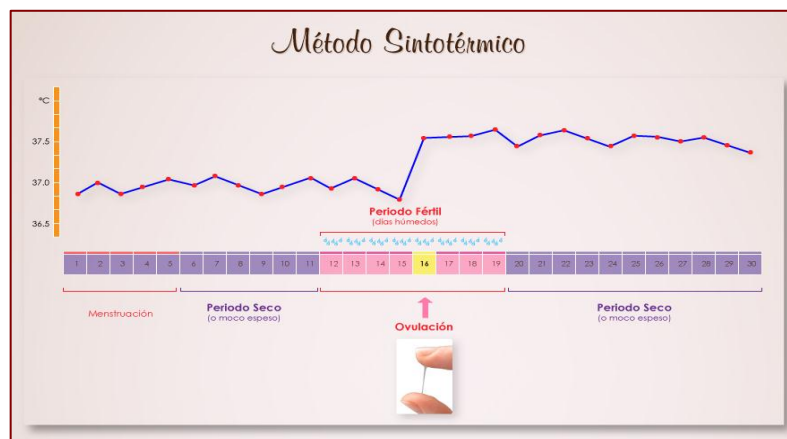 Método Sintotérmico
°C
37.5
37.0
36.5
Periodo Fértil
(días húmedos)
1 2 3 4 5 6 7 8 9 10 11 12 13 14 15 16 17 18 19 20 21 22 23 24 25 26 27 28 29 30
Menstruación
Periodo Seco
(o moco espeso)
Ovulación
Periodo Seco
(o moco espeso)